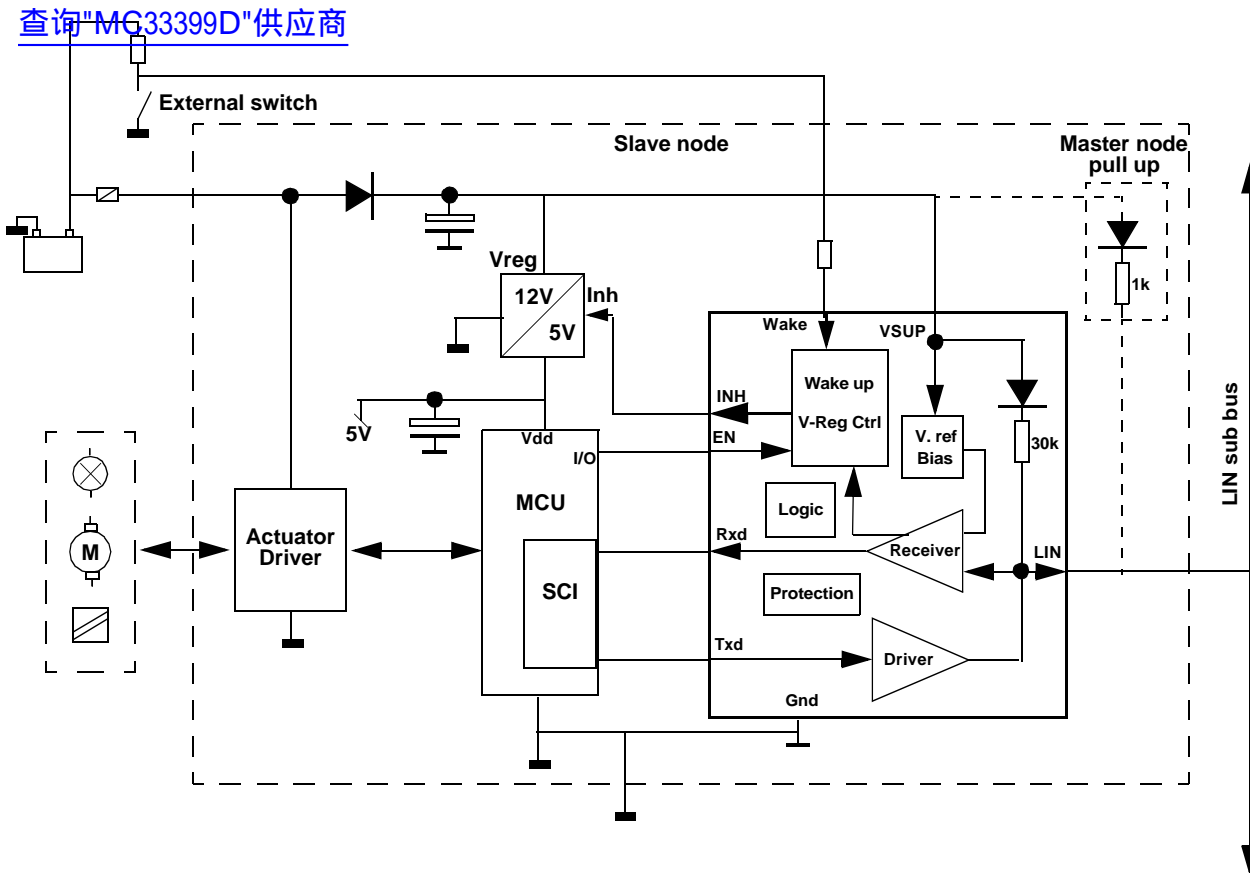 查询"MC33399D"供应商
External switch
Slave node
Master node
pull up
1k
Vreg
12V
5V
Inh
Wake
VSUP
Wake up
V-Reg Ctrl
INH
EN
V. ref
Bias
30k
5V
Vdd
I/O
MCU
SCI
Logic
Rxd
Receiver
LIN
Protection
Actuator
Driver
M
Txd
Driver
Gnd
LIN sub bus